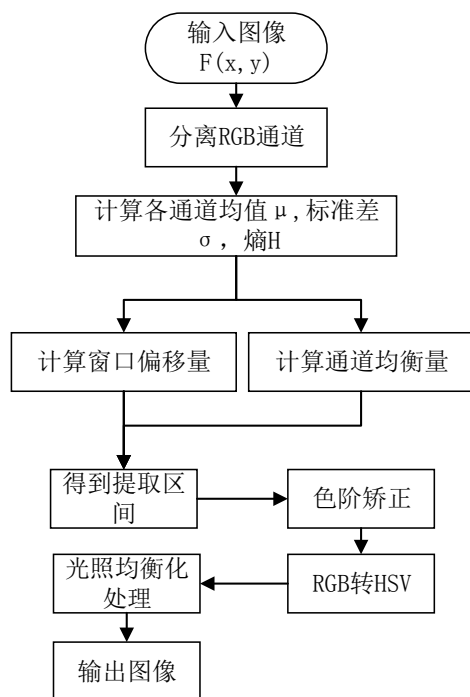 输入图像
F(x,y)
分离RGB通道
计算各通道均值μ,标准差
σ，熵H
计算窗口偏移量
计算通道均衡量
得到提取区
间
色阶矫正
光照均衡化
处理
RGB转HSV
输出图像